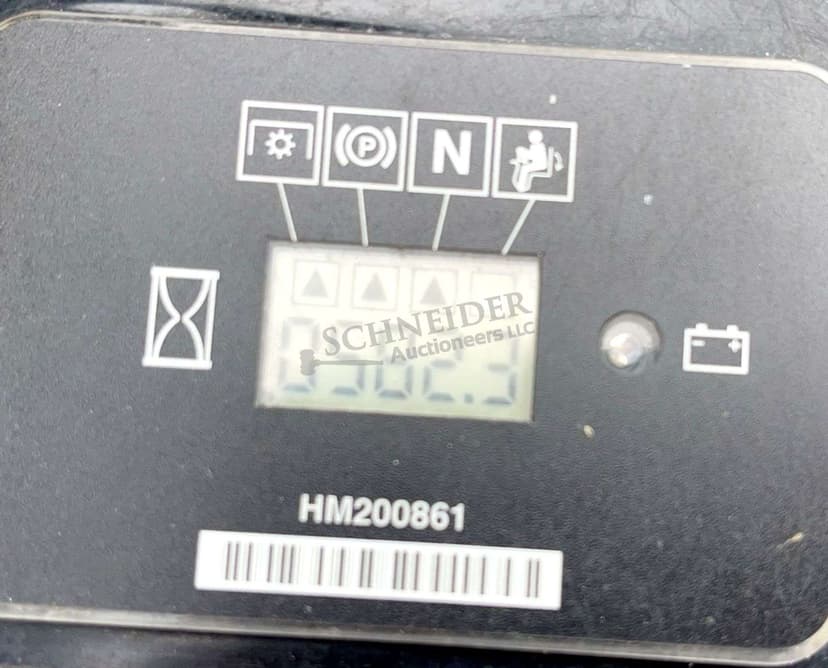 P
N
SCHNEIDER
Auctioneers LLC
HM200861